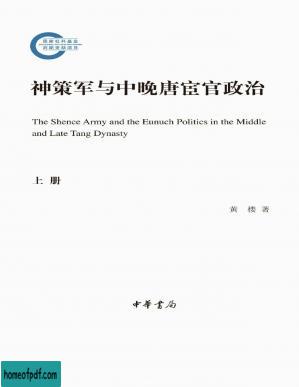 国家社科基金
后期资助项目
神策军与中晚唐宦官政治
The Shence Army and the Eunuch Politics in the Middle
and Late Tang Dynasty
上 册
黄 楼 著
中華書局
homeofpdf.com